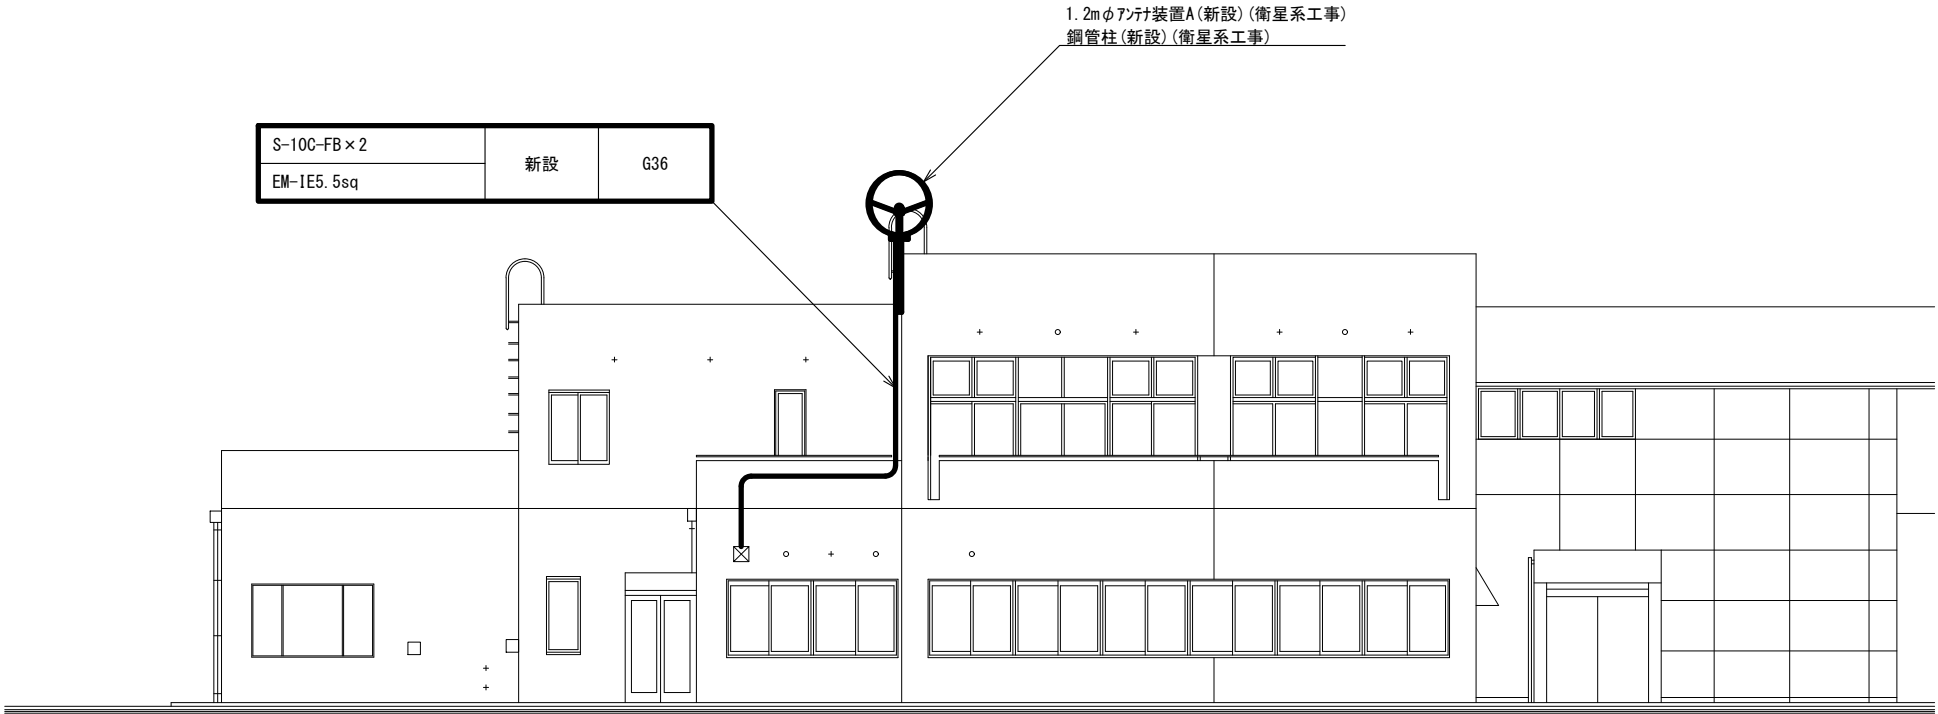 1.2mφアンテナ装置A(新設)(衛星系工事)
鋼管柱(新設)(衛星系工事)
S-10C-FB×2
EM-IE5.5sq
新設
G36